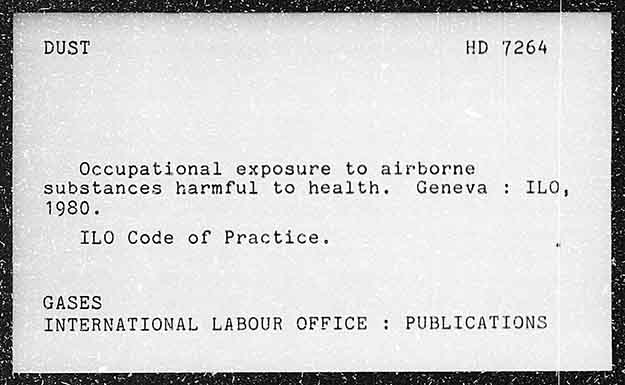 DUST HD 7264
Occupational exposure to airborne
substances harmful to health. Geneva : ILO,
1980.
ILO Code of Practice.
GASES
INTERNATIONAL LABOUR OFFICE : PUBLICATIONS